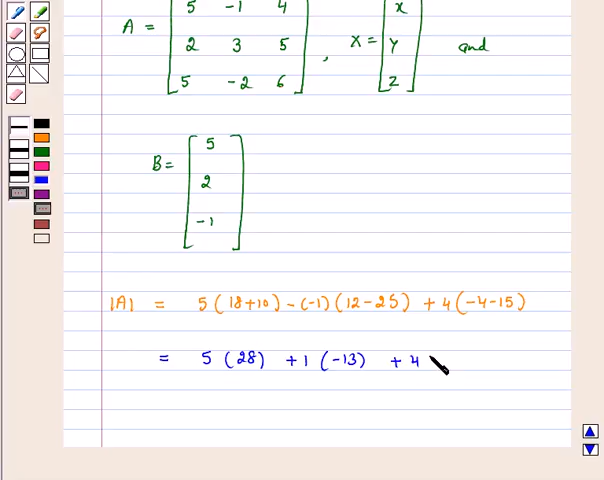 A = [ 5 -1 4
2 3 5
5 -2 6 ] , X = [ x
y
z ] and
B = [ 5
2
-1 ]
|A| = 5 (18+10) - (-1) (12-25) + 4 (-4-15)
= 5 (28) + 1 (-13) + 4